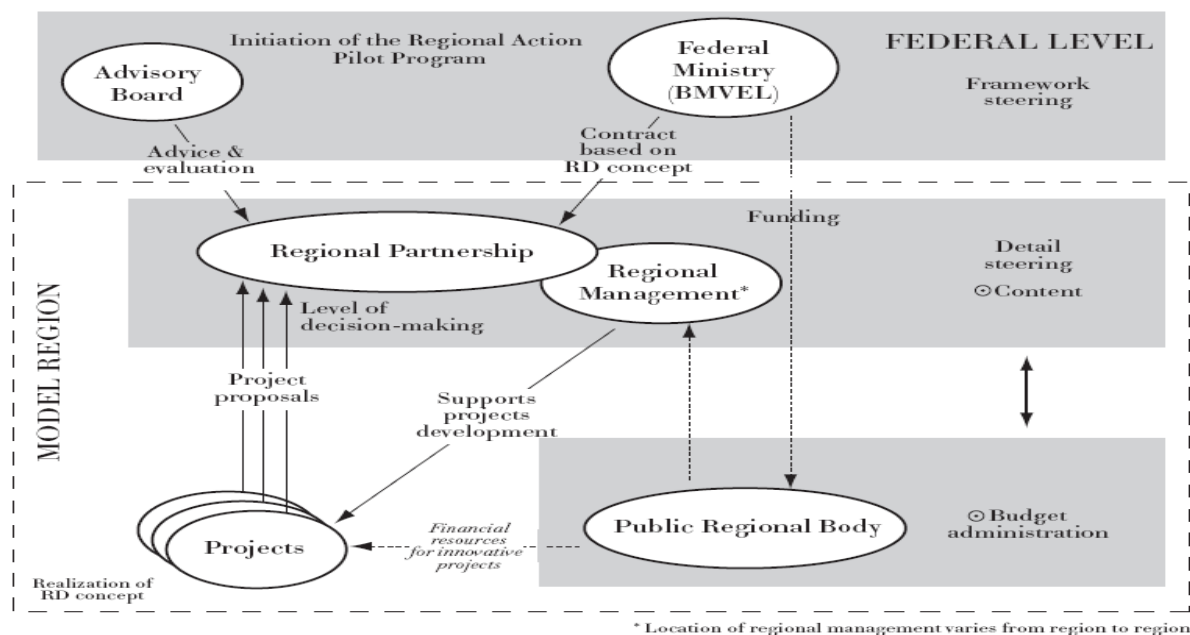 Initiation of the Regional Action
Pilot Program
Advisory
Board
Federal
Ministry
(BMVEL)
FEDERAL LEVEL
Framework
steering
Advice &
evaluation
Contract
based on
RD concept
Funding
Regional Partnership
Regional
Management*
Detail
steering
⊙Content
Level of
decision-making
MODEL REGION
Project
proposals
Supports
projects
development
Projects
Financial
resources
for innovative
projects
Public Regional Body
⊙Budget
administration
Realization of
RD concept
* Location of regional management varies from region to region